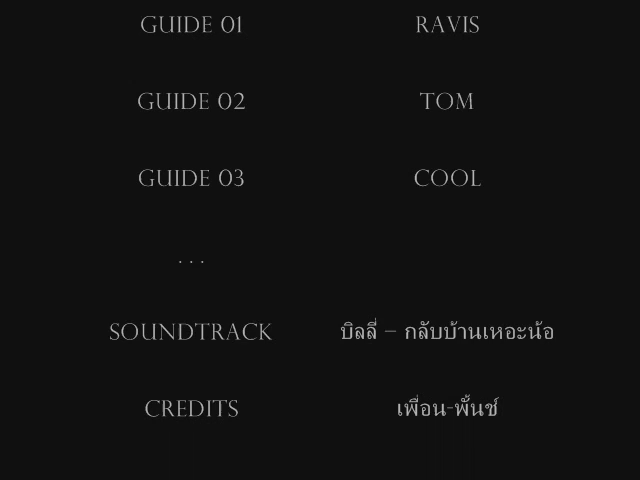 GUIDE 01 RAVIS
GUIDE 02 TOM
GUIDE 03 COOL
...
SOUNDTRACK บิลลี่ – กลับบ้านเหอะน้อ
CREDITS เพื่อน-พั้นช์